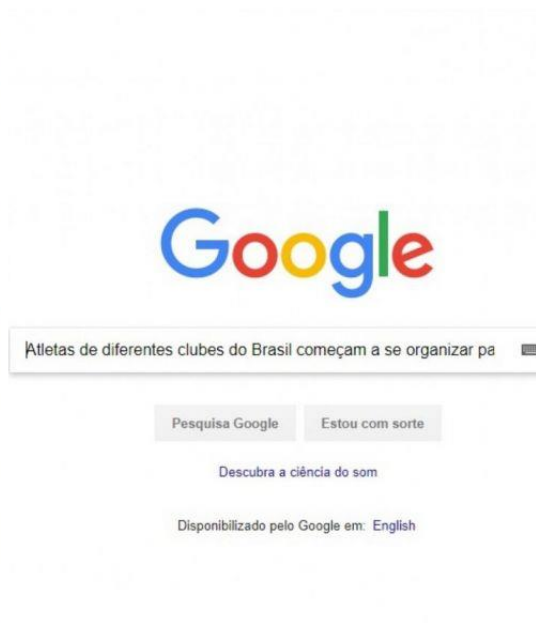 Google
Atletas de diferentes clubes do Brasil começam a se organizar pa
Pesquisa Google
Estou com sorte
Descubra a ciência do som
Disponibilizado pelo Google em: English